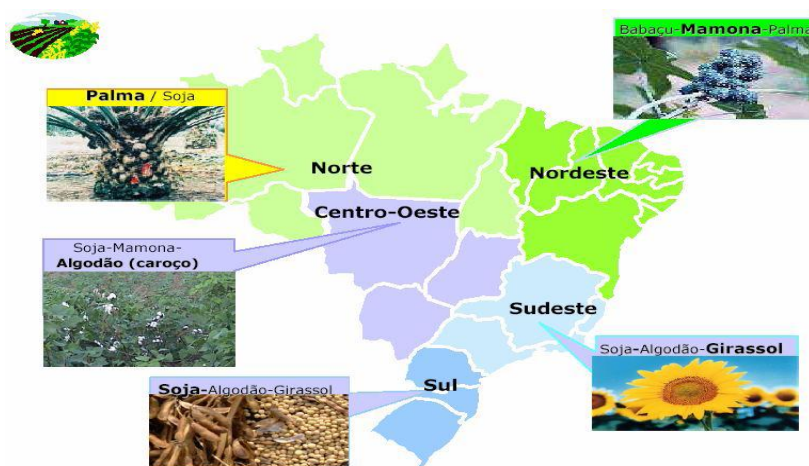 Babaçu-Mamona-Palma
Palma / Soja
Norte
Nordeste
Centro-Oeste
Soja-Mamona-
Algodão (caroço)
Sudeste
Soja-Algodão-Girassol
Soja-Algodão-Girassol
Sul